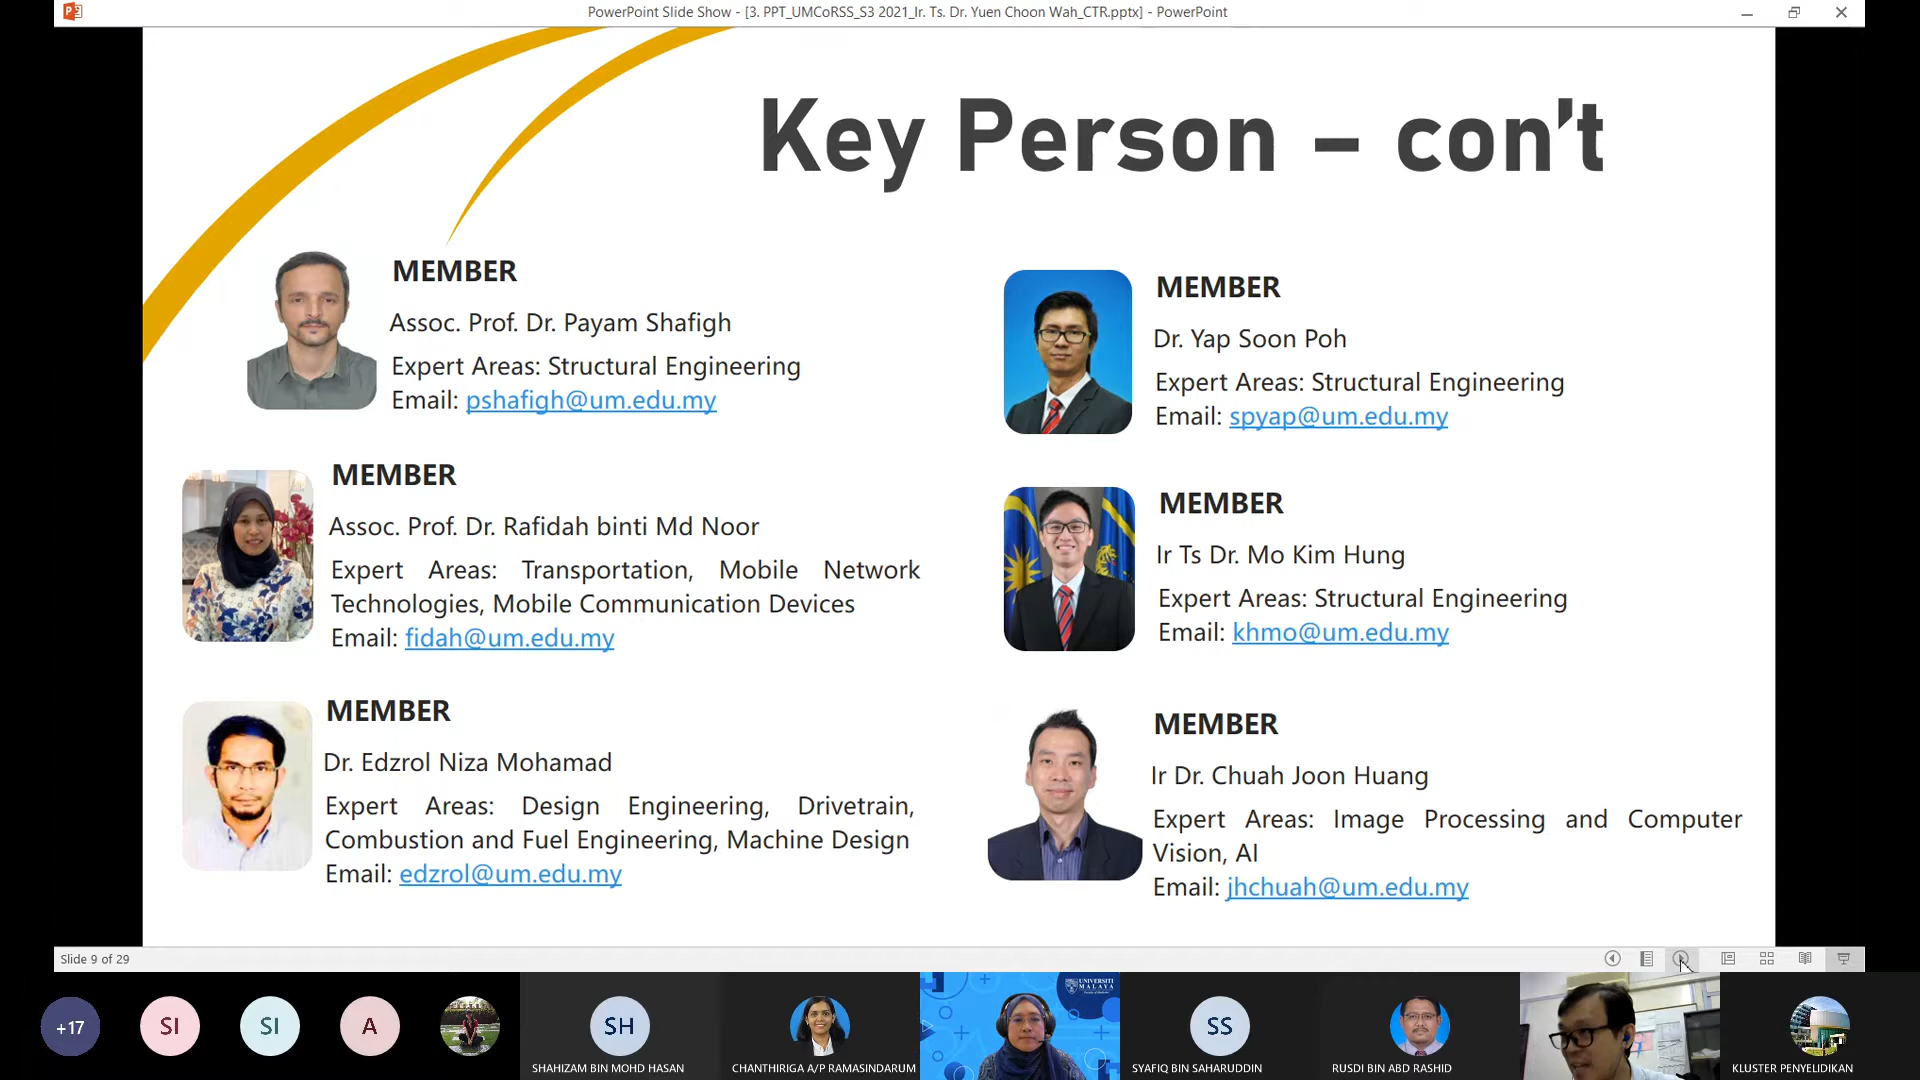 PowerPoint Slide Show - [3. PPT_UMCoRSS_S3 2021_Ir. Ts. Dr. Yuen Choon Wah_CTR.pptx] - PowerPoint
Key Person – con't
MEMBER
Assoc. Prof. Dr. Payam Shafigh
Expert Areas: Structural Engineering
Email: pshafigh@um.edu.my
MEMBER
Assoc. Prof. Dr. Rafidah binti Md Noor
Expert Areas: Transportation, Mobile Network
Technologies, Mobile Communication Devices
Email: fidah@um.edu.my
MEMBER
Dr. Edzrol Niza Mohamad
Expert Areas: Design Engineering, Drivetrain,
Combustion and Fuel Engineering, Machine Design
Email: edzrol@um.edu.my
MEMBER
Dr. Yap Soon Poh
Expert Areas: Structural Engineering
Email: spyap@um.edu.my
MEMBER
Ir Ts Dr. Mo Kim Hung
Expert Areas: Structural Engineering
Email: khmo@um.edu.my
MEMBER
Ir Dr. Chuah Joon Huang
Expert Areas: Image Processing and Computer
Vision, AI
Email: jhchuah@um.edu.my
Slide 9 of 29
+17
SI
SI
A
SH
SHAHIZAM BIN MOHD HASAN
CHANTHIRIGA A/P RAMASINDARUM
UNIVERSITI
MALAYA
SS
SYAFIQ BIN SAHARUDDIN
RUSDI BIN ABD RASHID
KLUSTER PENYELIDIKAN